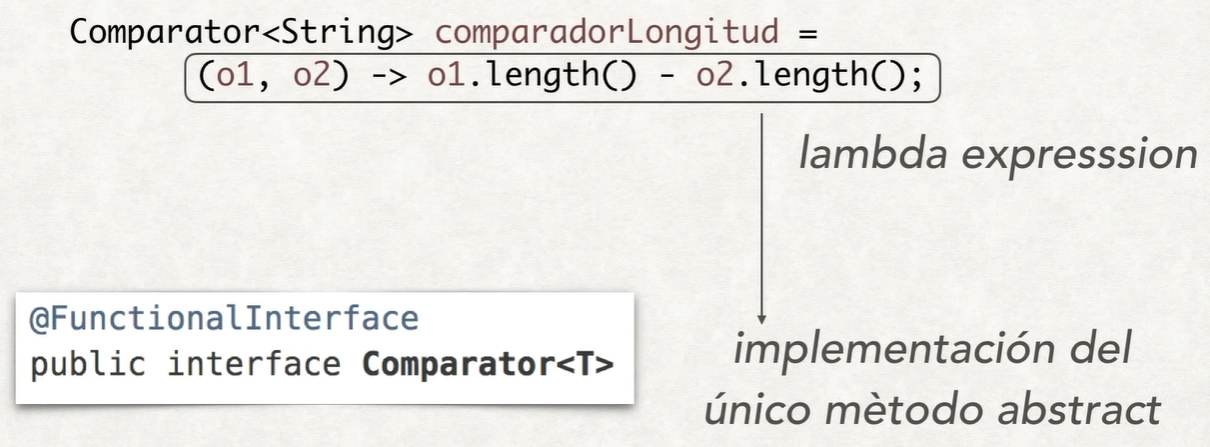 Comparator<String> comparadorLongitud =
(o1, o2) -> o1.length() - o2.length();
lambda expresssion
@FunctionalInterface
public interface Comparator<T>
implementación del
único mètodo abstract